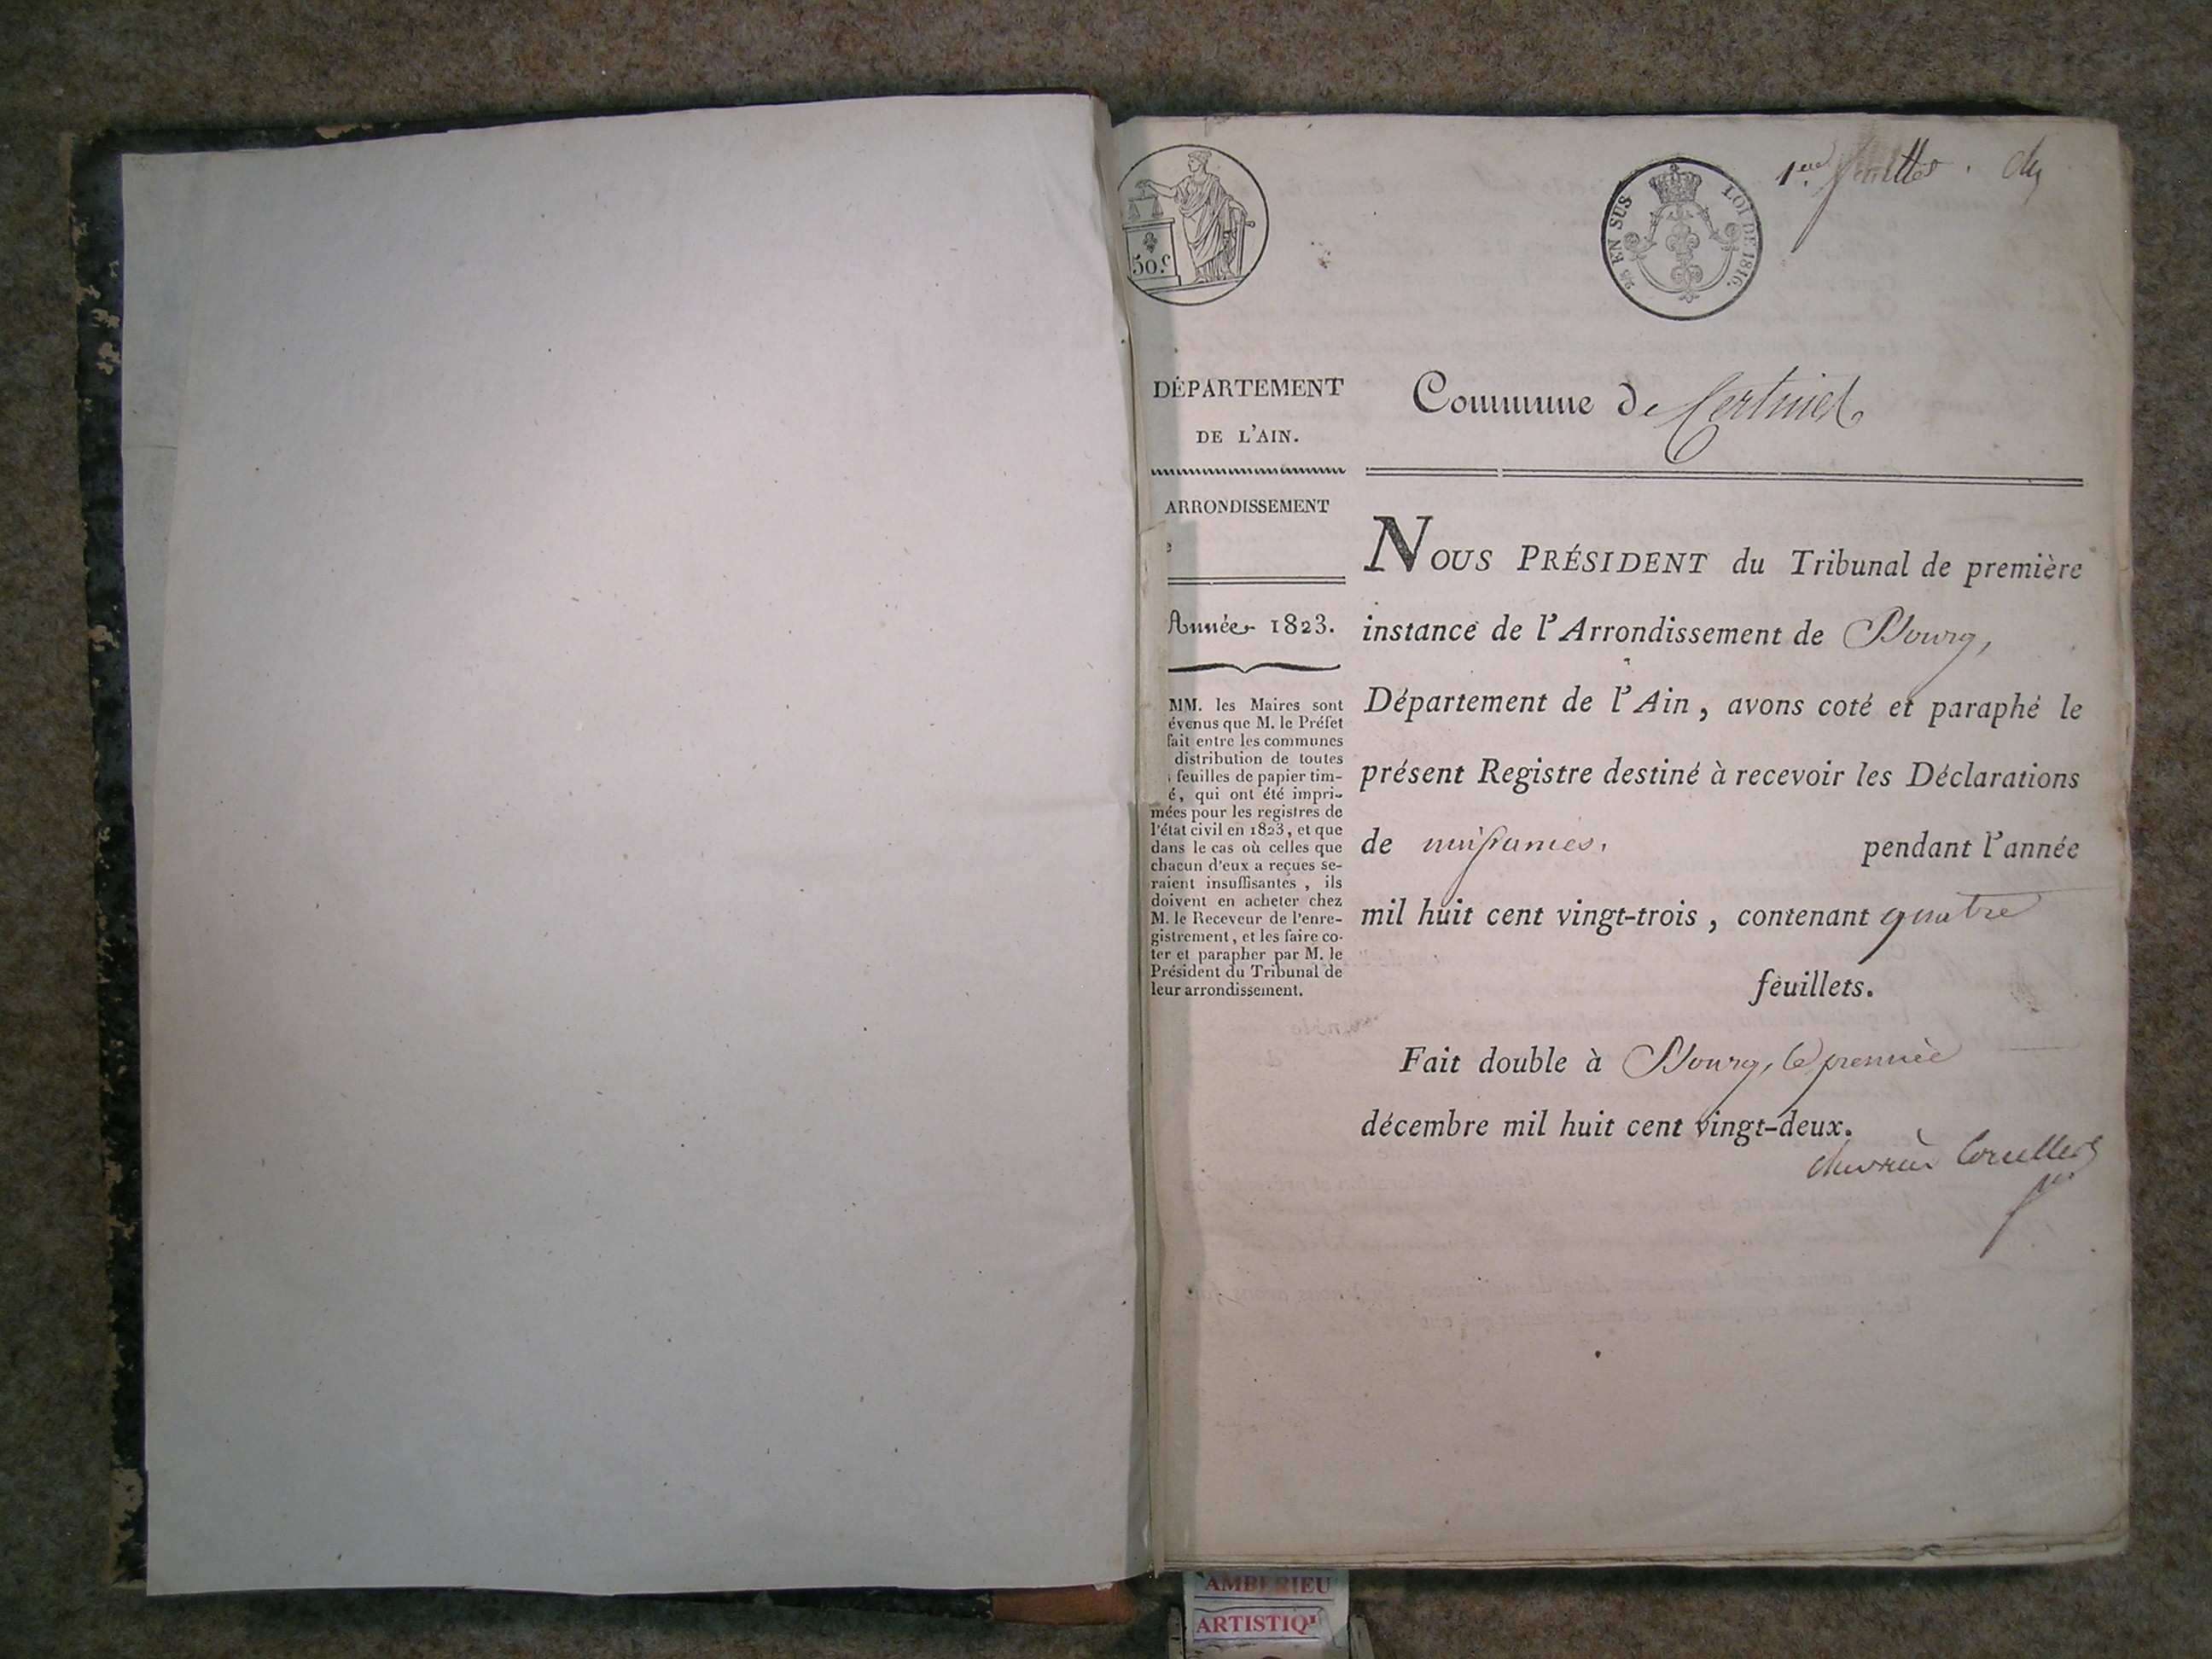 50.c
2/10 EN SUS
LOI DE 1816.
1er feuillet.
DÉPARTEMENT
DE L'AIN.
ARRONDISSEMENT
e
Année 1823.
MM. les Maires sont
évenus que M. le Préfet
fait entre les communes
distribution de toutes
s feuilles de papier tim-
é, qui ont été impri-
mées pour les registres de
l'état civil en 1823, et que
dans le cas où celles que
chacun d'eux a reçues se-
raient insuffisantes, ils
doivent en acheter chez
M. le Receveur de l'enre-
gistrement, et les faire co-
ter et parapher par M. le
Président du Tribunal de
leur arrondissement.
Commune de Certines
NOUS PRÉSIDENT du Tribunal de première
instance de l'Arrondissement de Bourg,
Département de l'Ain, avons coté et paraphé le
présent Registre destiné à recevoir les Déclarations
de naissances. pendant l'année
mil huit cent vingt-trois, contenant quatre
feuillets.
Fait double à Bourg, le premier
décembre mil huit cent vingt-deux.
AMBERIEU
ARTISTIQ